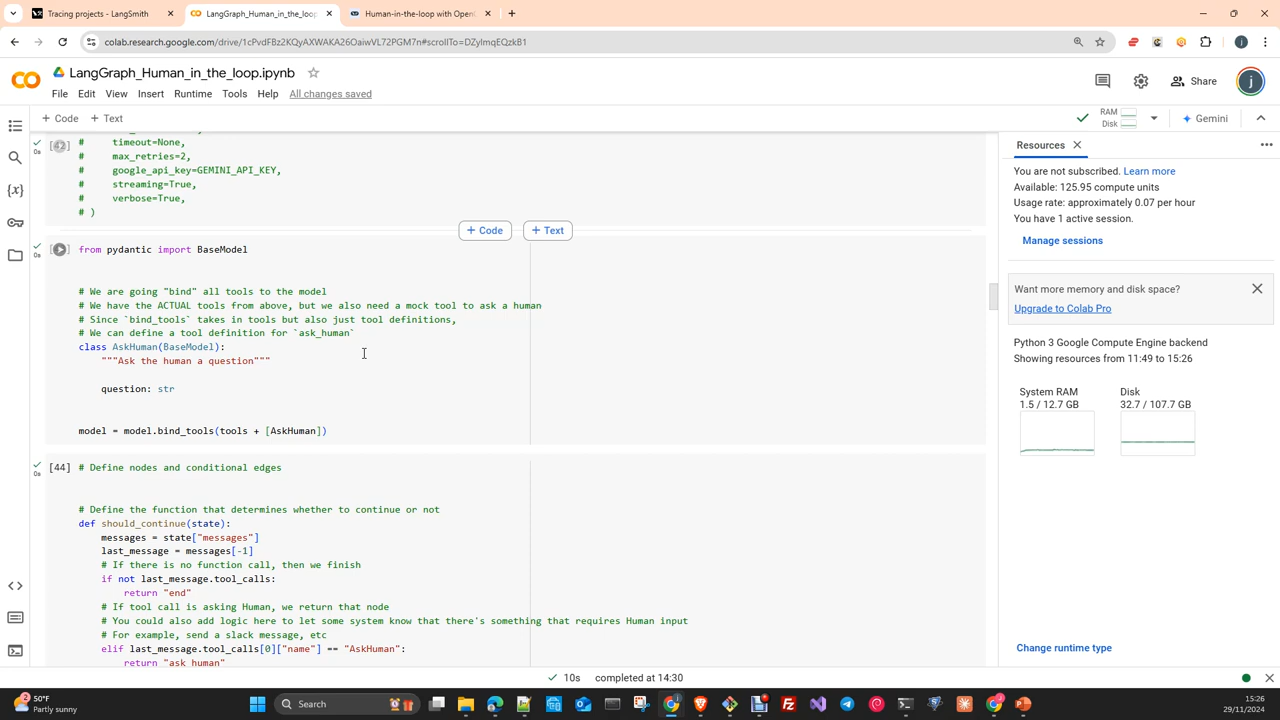 Tracing projects - LangSmith
LangGraph_Human_in_the_loop
Human-in-the-loop with Open
colab.research.google.com/drive/1cPvdFBz2KQyAXWAKA26OaiwVL72PGM7n#scrollTo=DZylmqEQzkB1
LangGraph_Human_in_the_loop.ipynb
File Edit View Insert Runtime Tools Help All changes saved
Share
j
+ Code + Text
RAM
Disk
Gemini
[42]
0s
# timeout=None,
# max_retries=2,
# google_api_key=GEMINI_API_KEY,
# streaming=True,
# verbose=True,
# )
+ Code + Text
0s
from pydantic import BaseModel
# We are going "bind" all tools to the model
# We have the ACTUAL tools from above, but we also need a mock tool to ask a human
# Since `bind_tools` takes in tools but also just tool definitions,
# We can define a tool definition for `ask_human`
class AskHuman(BaseModel):
"""Ask the human a question"""
question: str
model = model.bind_tools(tools + [AskHuman])
[44] # Define nodes and conditional edges
0s
# Define the function that determines whether to continue or not
def should_continue(state):
messages = state["messages"]
last_message = messages[-1]
# If there is no function call, then we finish
if not last_message.tool_calls:
return "end"
# If tool call is asking Human, we return that node
# You could also add logic here to let some system know that there's something that requires Human input
# For example, send a slack message, etc
elif last_message.tool_calls[0]["name"] == "AskHuman":
return "ask_human"
Resources
You are not subscribed. Learn more
Available: 125.95 compute units
Usage rate: approximately 0.07 per hour
You have 1 active session.
Manage sessions
Want more memory and disk space?
Upgrade to Colab Pro
Python 3 Google Compute Engine backend
Showing resources from 11:49 to 15:26
System RAM
1.5 / 12.7 GB
Disk
32.7 / 107.7 GB
Change runtime type
10s completed at 14:30
2
50°F
Partly sunny
Search
15:26
29/11/2024